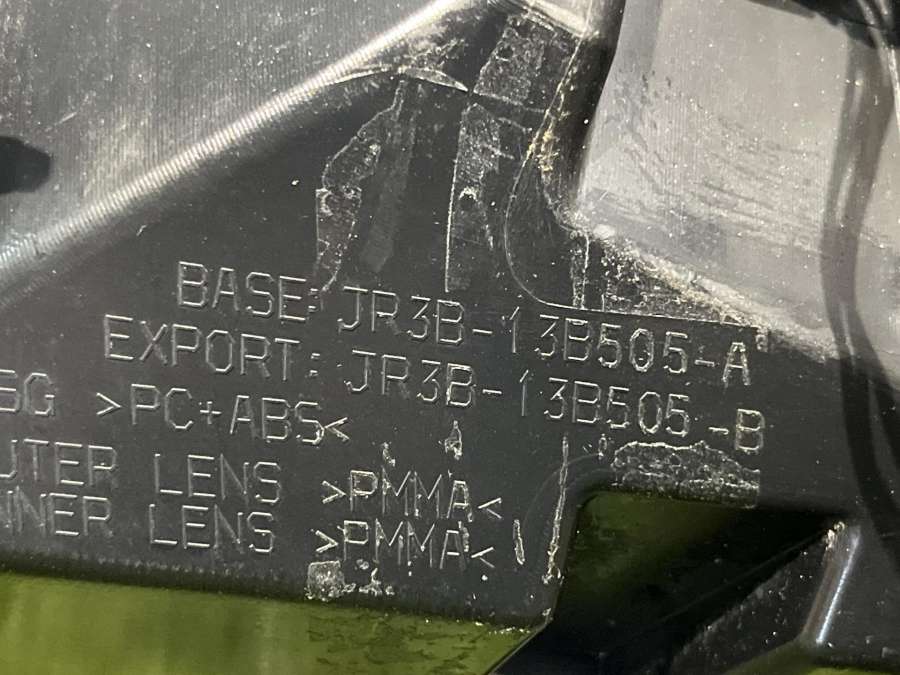 BASE: JR3B-13B505-A
EXPORT: JR3B-13B505-B
>PC+ABS<
LENS >PMMA<
LENS >PMMA<